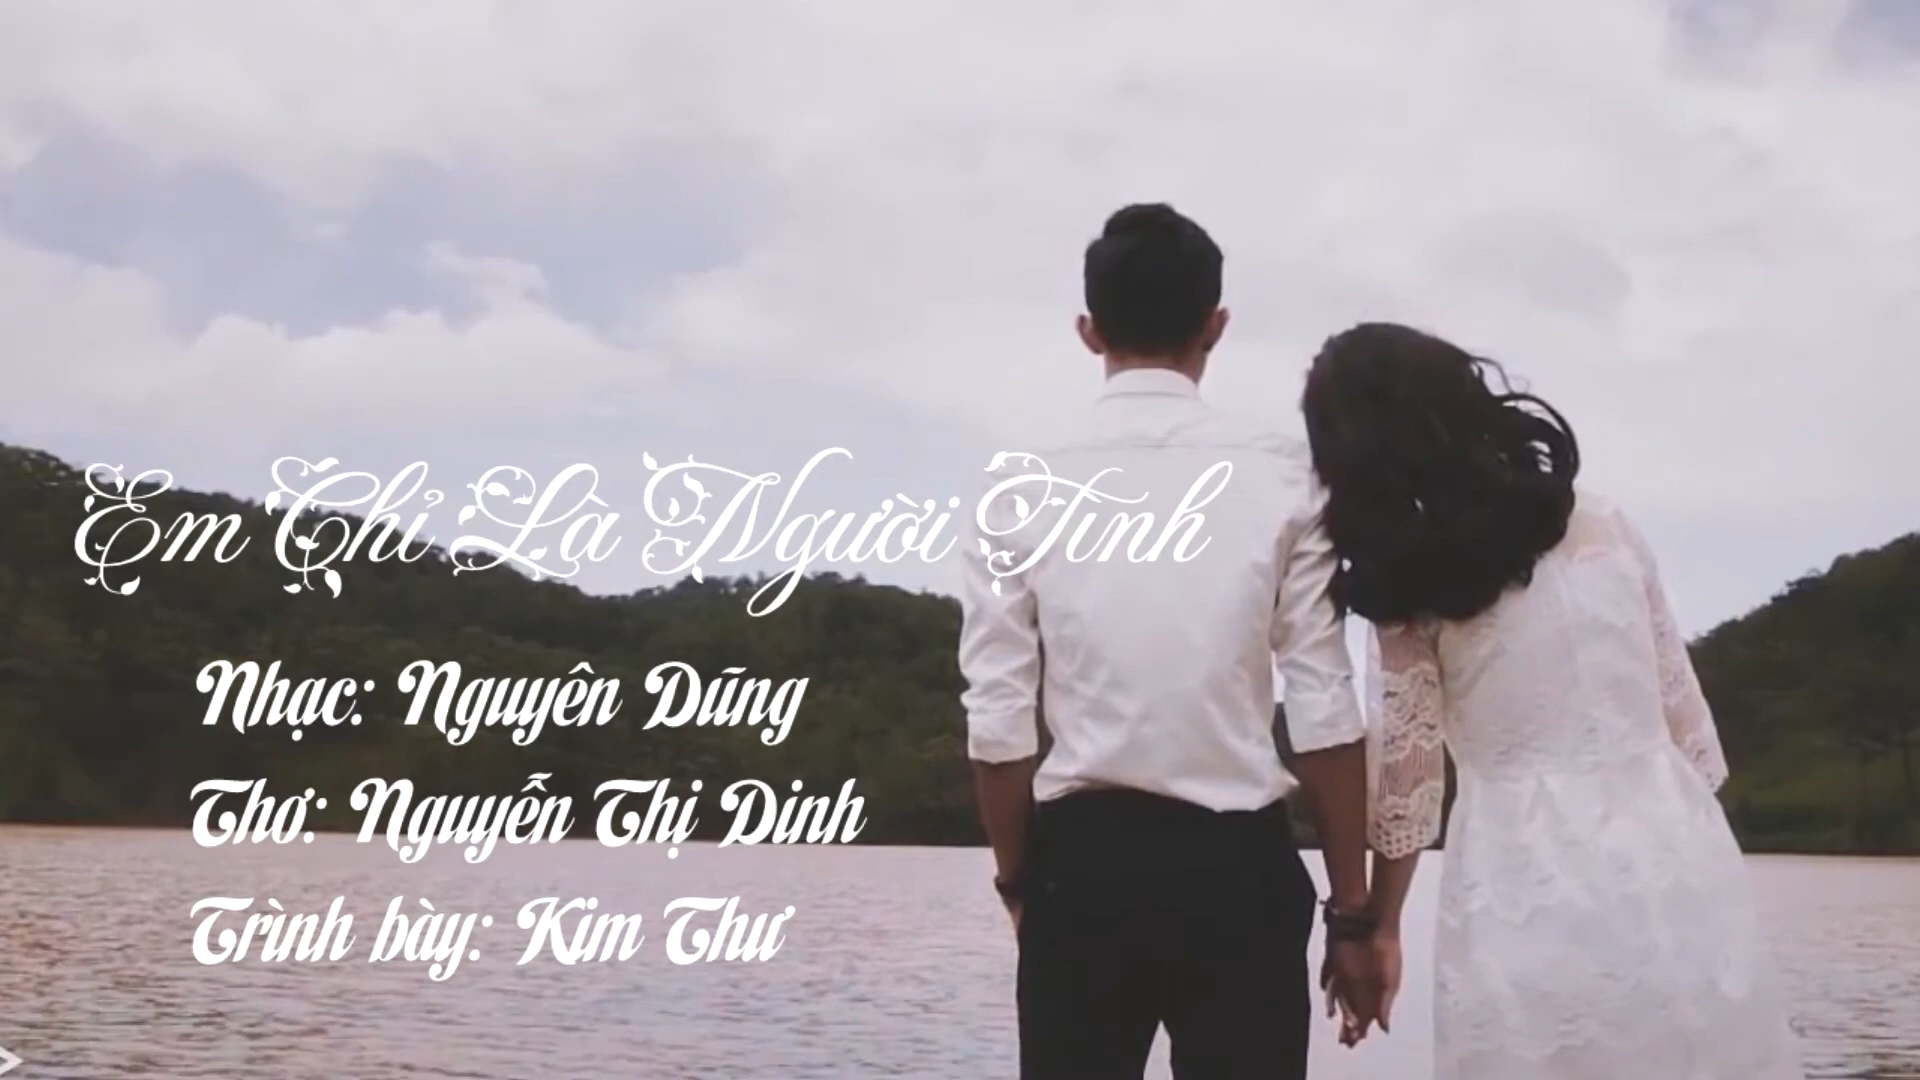 Em Chỉ Là Người Tình
Nhạc: Nguyên Dũng
Thơ: Nguyễn Thị Dinh
Trình bày: Kim Thư